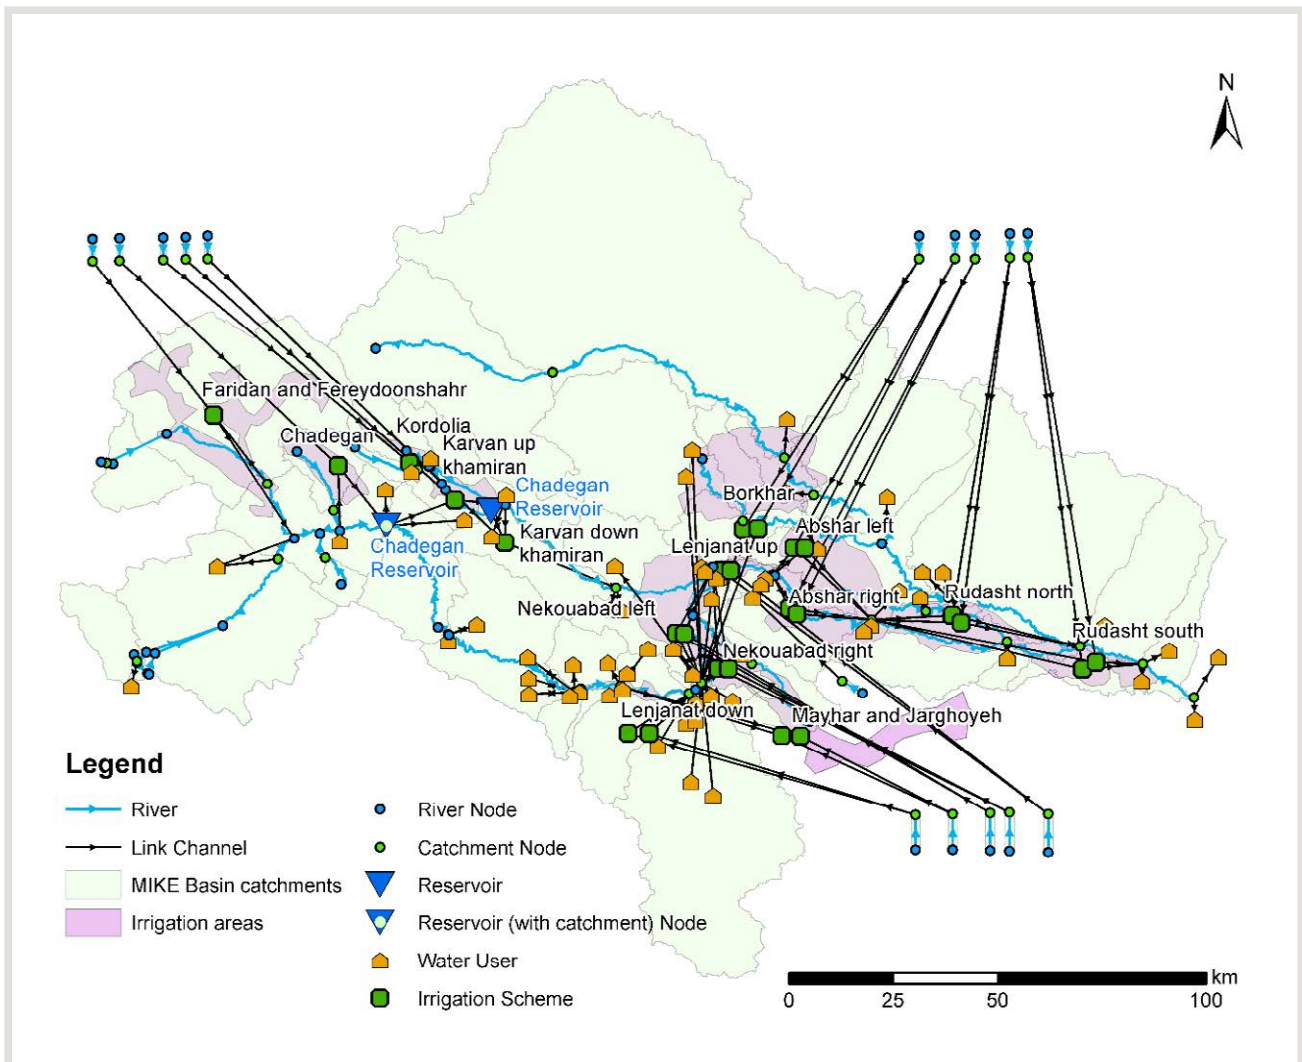 N
Faridan and Fereydoonshahr
Chadegan
Kordolia
Karvan up
khamiran
Chadegan
Reservoir
Chadegan
Reservoir
Karvan down
khamiran
Borkhar
Abshar left
Lenjanat up
Abshar right
Rudasht north
Nekouabad left
Rudasht south
Nekouabad right
Lenjanat down
Mayhar and Jarghoyeh
Legend
River
Link Channel
MIKE Basin catchments
Irrigation areas
River Node
Catchment Node
Reservoir
Reservoir (with catchment) Node
Water User
Irrigation Scheme
km
0 25 50 100